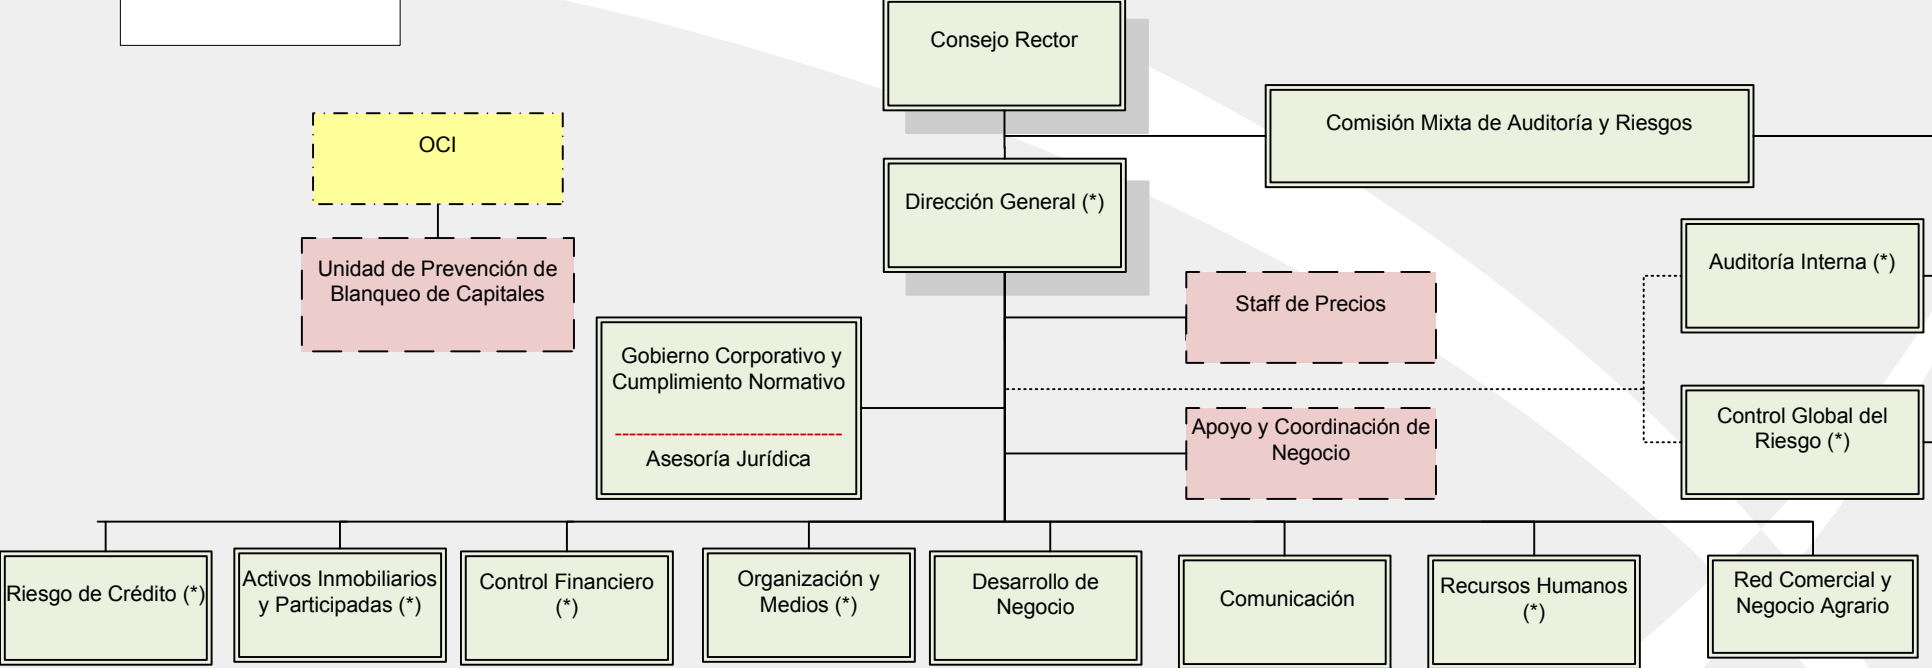 Consejo Rector
Comisión Mixta de Auditoría y Riesgos
OCI
Dirección General (*)
Unidad de Prevención de
Blanqueo de Capitales
Auditoría Interna (*)
Staff de Precios
Gobierno Corporativo y
Cumplimiento Normativo
--------------------------------
Asesoría Jurídica
Apoyo y Coordinación de
Negocio
Control Global del
Riesgo (*)
Riesgo de Crédito (*)
Activos Inmobiliarios
y Participadas (*)
Control Financiero
(*)
Organización y
Medios (*)
Desarrollo de
Negocio
Comunicación
Recursos Humanos
(*)
Red Comercial y
Negocio Agrario